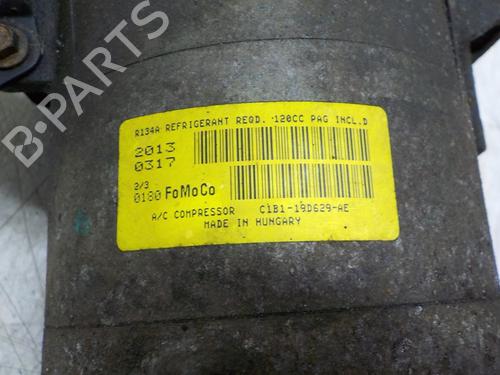 R134A REFRIGERANT REQD. 120CC PAG INCL.D
2013
0317
2/3
0180 FoMoCo
A/C COMPRESSOR C1B1-19D629-AE
MADE IN HUNGARY
B-PARTS